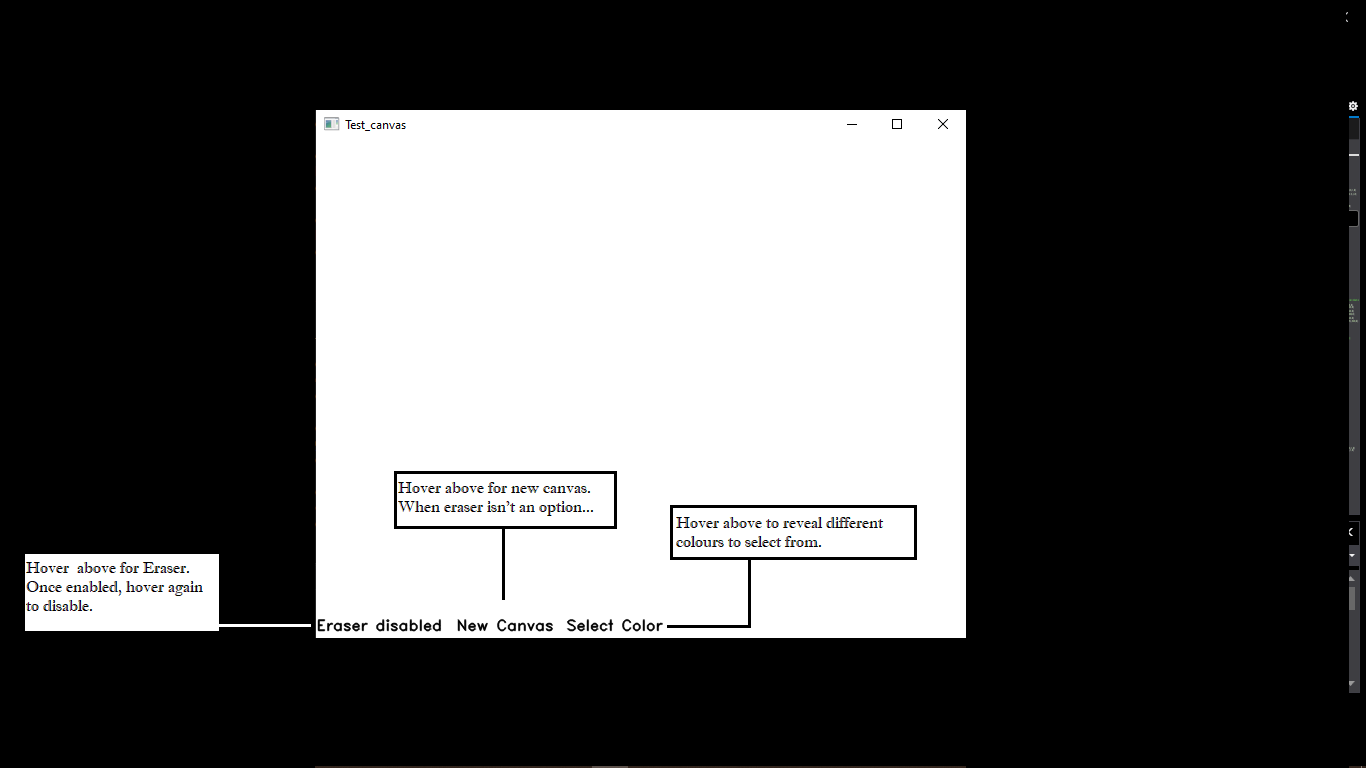 Test_canvas
Hover above for new canvas.
When eraser isn't an option...
Hover above to reveal different
colours to select from.
Hover  above for Eraser.
Once enabled, hover again
to disable.
Eraser disabled  New Canvas  Select Color